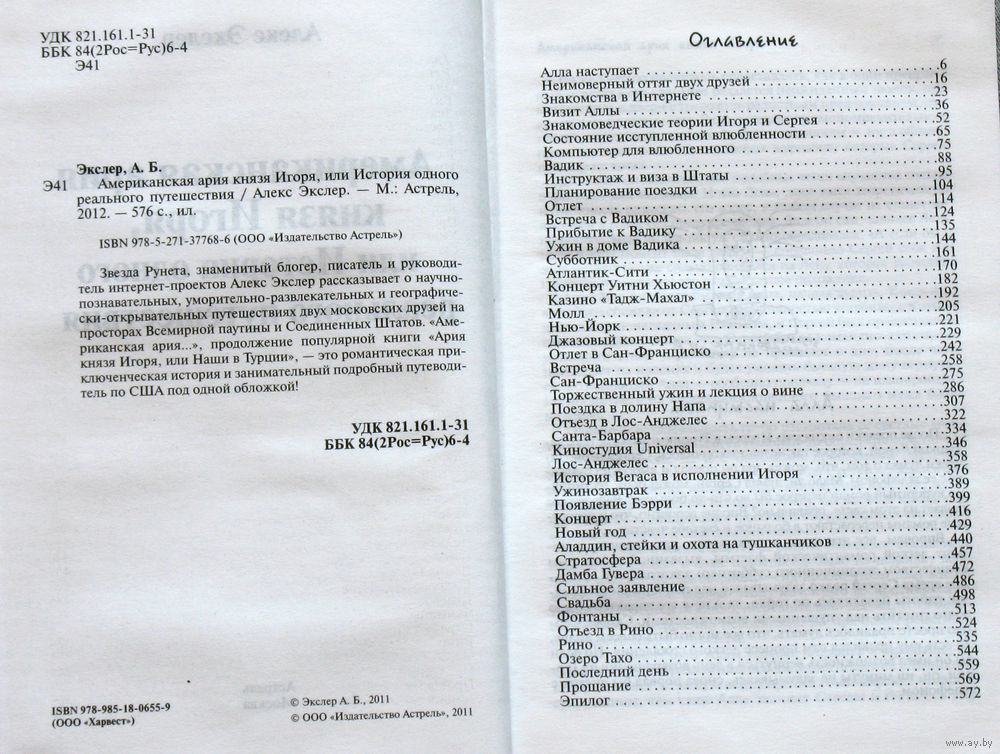 УДК 821.161.1-31
ББК 84(2Рос=Рус)6-4
Э41
Экслер, А. Б.
Э41 Американская ария князя Игоря, или История одного
реального путешествия / Алекс Экслер. — М.: Астрель,
2012. — 576 с., ил.
ISBN 978-5-271-37768-6 (ООО «Издательство Астрель»)
Звезда Рунета, знаменитый блогер, писатель и руководи-
тель интернет-проектов Алекс Экслер рассказывает о научно-
познавательных, уморительно-развлекательных и географиче-
ски-открывательных путешествиях двух московских друзей на
просторах Всемирной паутины и Соединенных Штатов. «Аме-
риканская ария...», продолжение популярной книги «Ария
князя Игоря, или Наши в Турции», — это романтическая при-
ключенческая история и занимательный подробный путеводи-
тель по США под одной обложкой!
УДК 821.161.1-31
ББК 84(2Рос=Рус)6-4
ISBN 978-985-18-0655-9
(ООО «Харвест»)
© Экслер А. Б., 2011
© ООО «Издательство Астрель», 2011
Оглавление
Алла наступает 6
Неимоверный оттяг двух друзей 16
Знакомства в Интернете 23
Визит Аллы 36
Знакомоведческие теории Игоря и Сергея 52
Состояние исступленной влюбленности 65
Компьютер для влюбленного 75
Вадик 88
Инструктаж и виза в Штаты 95
Планирование поездки 104
Отлет 114
Встреча с Вадиком 124
Прибытие к Вадику 135
Ужин в доме Вадика 144
Субботник 161
Атлантик-Сити 170
Концерт Уитни Хьюстон 182
Казино «Тадж-Махал» 192
Молл 205
Нью-Йорк 221
Джазовый концерт 229
Отлет в Сан-Франциско 242
Встреча 258
Сан-Франциско 275
Торжественный ужин и лекция о вине 286
Поездка в долину Напа 307
Отъезд в Лос-Анджелес 322
Санта-Барбара 334
Киностудия Universal 346
Лос-Анджелес 358
История Вегаса в исполнении Игоря 376
Ужинозавтрак 389
Появление Бэрри 399
Концерт 416
Новый год 429
Аладдин, стейки и охота на тушканчиков 440
Стратосфера 457
Дамба Гувера 472
Сильное заявление 486
Свадьба 498
Фонтаны 513
Отъезд в Рино 524
Рино 535
Озеро Тахо 544
Последний день 559
Прощание 569
Эпилог 572
www.ay.by